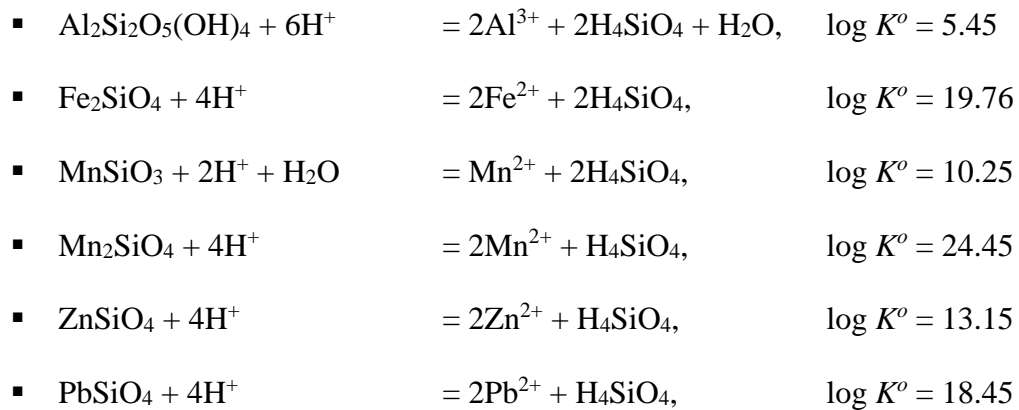 ▪ Al₂Si₂O₅(OH)₄ + 6H⁺ = 2Al³⁺ + 2H₄SiO₄ + H₂O, log Kᵒ = 5.45
▪ Fe₂SiO₄ + 4H⁺ = 2Fe²⁺ + 2H₄SiO₄, log Kᵒ = 19.76
▪ MnSiO₃ + 2H⁺ + H₂O = Mn²⁺ + 2H₄SiO₄, log Kᵒ = 10.25
▪ Mn₂SiO₄ + 4H⁺ = 2Mn²⁺ + H₄SiO₄, log Kᵒ = 24.45
▪ ZnSiO₄ + 4H⁺ = 2Zn²⁺ + H₄SiO₄, log Kᵒ = 13.15
▪ PbSiO₄ + 4H⁺ = 2Pb²⁺ + H₄SiO₄, log Kᵒ = 18.45